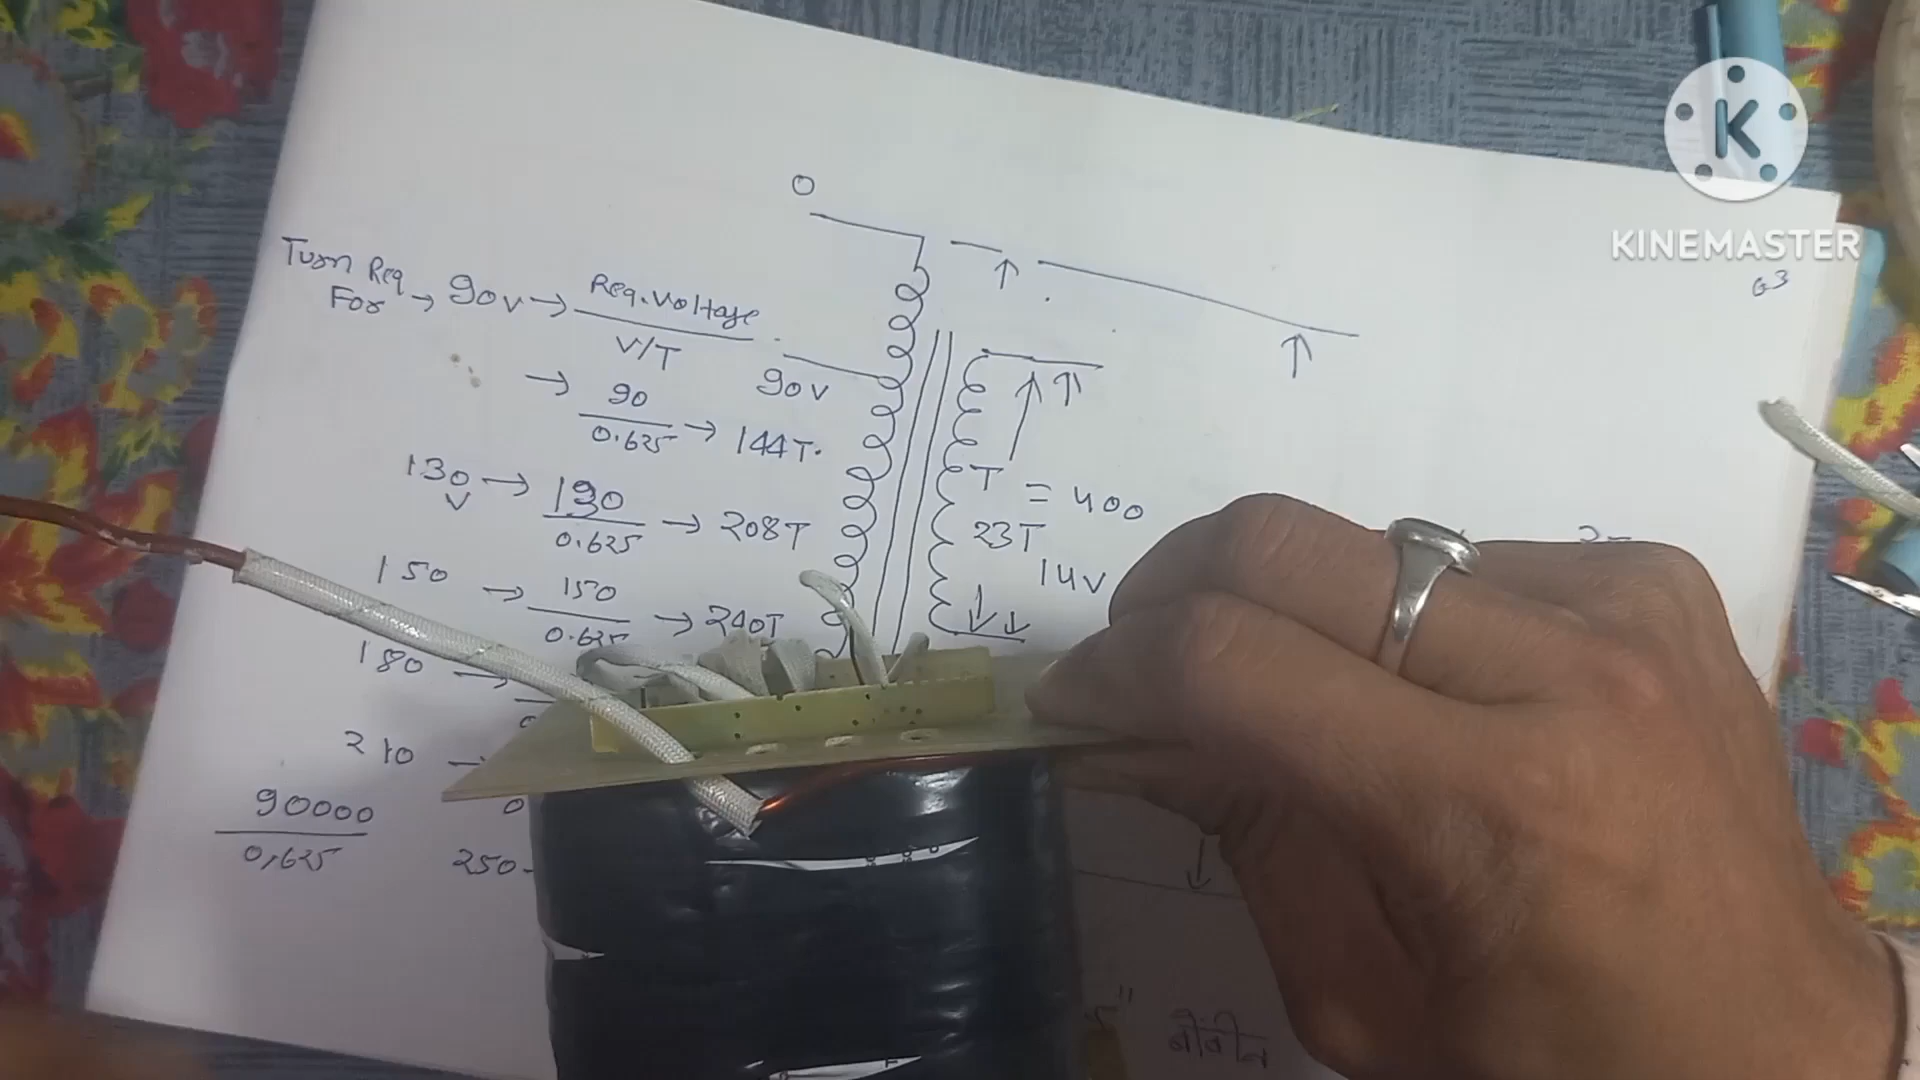 KINEMASTER
G3
0
Turn Req
For → 90V → Req. Voltage
V/T
90V
→ 90
0.625 → 144T.
130
V → 130
0.625 → 208T
T = 400
23T
14V
150 → 150
0.625 → 240T
180 →
210
90000
0.625
250
बोबीन